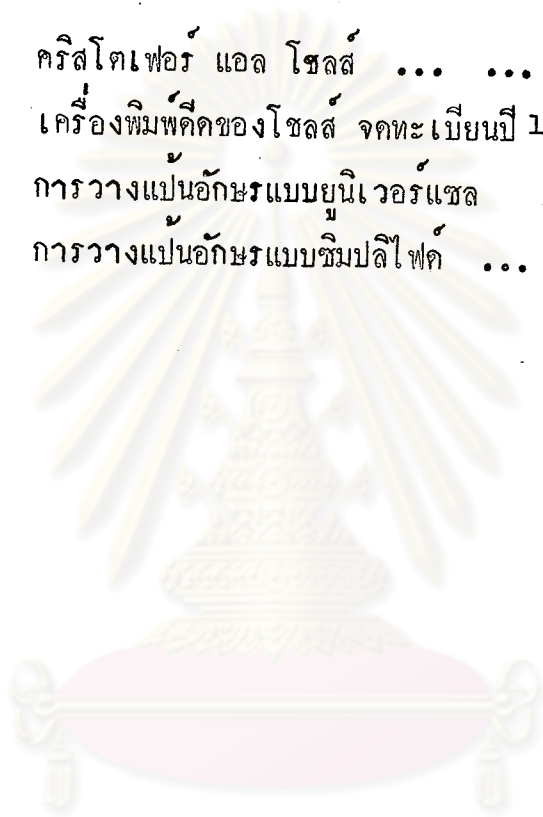 คริสโตเฟอร์ แอล โชลส์ ... ...
เครื่องพิมพ์ดีดของโชลส์ จดทะเบียนปี 1
การวางแป้นอักษรแบบยูนิเวอร์แซล
การวางแป้นอักษรแบบซิมปลิไฟด์ ...